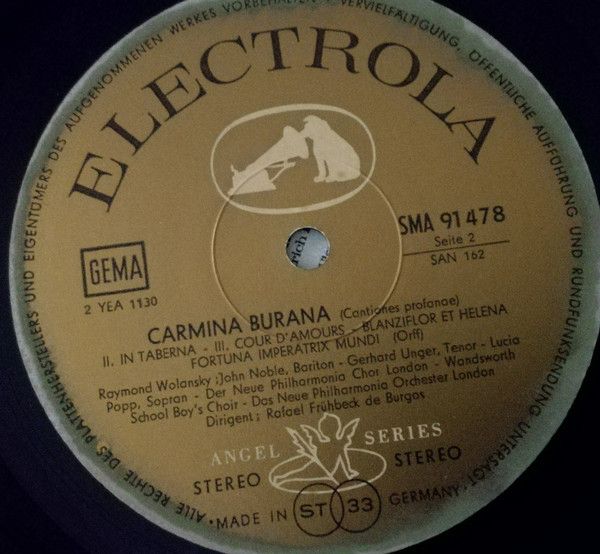 ALLE RECHTE DES PLATTENHERSTELLERS UND EIGENTÜMERS DES AUFGENOMMENEN WERKES VORBEHALTEN · VERVIELFÄLTIGUNG, ÖFFENTLICHE AUFFÜHRUNG UND RUNDFUNKSENDUNG UNTERSAGT
ELECTROLA
SMA 91 478
Seite 2
SAN 162
GEMA
2 YEA 1130
rich
CARMINA BURANA (Cantiones profanae)
II. IN TABERNA - III. COUR D'AMOURS - BLANZIFLOR ET HELENA
FORTUNA IMPERATRIX MUNDI (Orff)
Raymond Wolansky ; John Noble, Bariton - Gerhard Unger, Tenor - Lucia
Popp, Sopran - Der Neue Philharmonia Chor London - Wandsworth
School Boy's Choir - Das Neue Philharmonia Orchester London
Dirigent ; Rafael Frühbeck de Burgos
ANGEL SERIES
STEREO STEREO
MADE IN ST 33 GERMANY